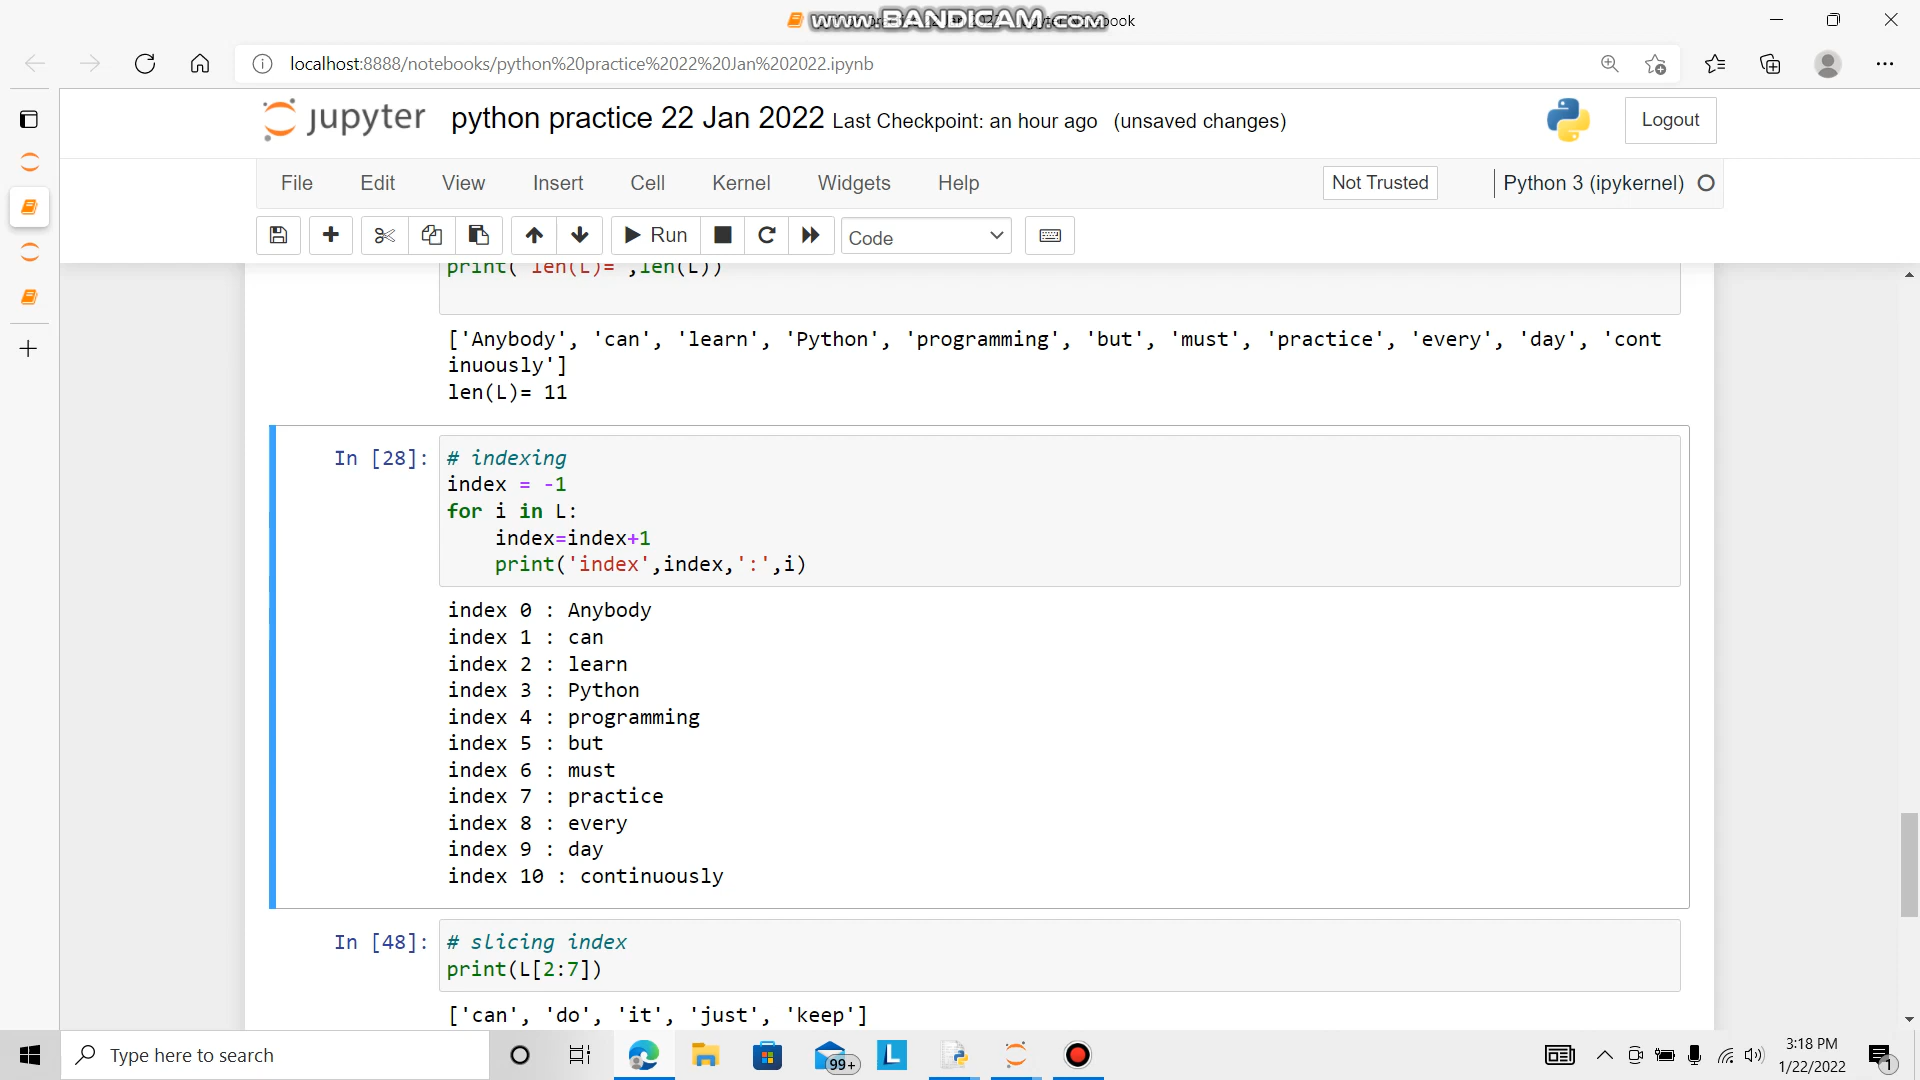 www.BANDICAM.com
localhost:8888/notebooks/python%20practice%2022%20Jan%202022.ipynb
jupyter python practice 22 Jan 2022 Last Checkpoint: an hour ago (unsaved changes)
Logout
File Edit View Insert Cell Kernel Widgets Help Not Trusted Python 3 (ipykernel)
Run Code
print( len(L)= ,len(L))
['Anybody', 'can', 'learn', 'Python', 'programming', 'but', 'must', 'practice', 'every', 'day', 'cont
inuously']
len(L)= 11
In [28]: # indexing
index = -1
for i in L:
index=index+1
print('index',index,':',i)
index 0 : Anybody
index 1 : can
index 2 : learn
index 3 : Python
index 4 : programming
index 5 : but
index 6 : must
index 7 : practice
index 8 : every
index 9 : day
index 10 : continuously
In [48]: # slicing index
print(L[2:7])
['can', 'do', 'it', 'just', 'keep']
Type here to search
99+
L
3:18 PM
1/22/2022
1